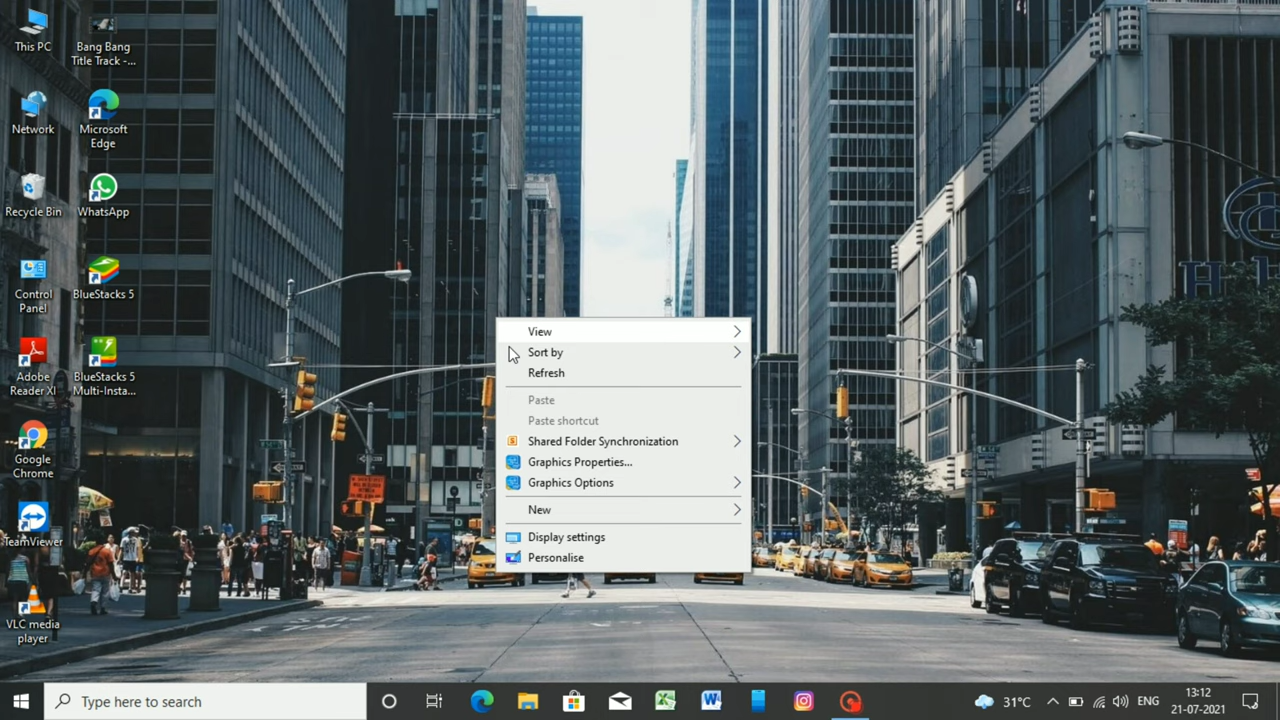 This PC
Bang Bang
Title Track -...
Network
Microsoft
Edge
Recycle Bin
WhatsApp
Control
Panel
BlueStacks 5
Adobe
Reader XI
BlueStacks 5
Multi-Insta...
Google
Chrome
TeamViewer
VLC media
player
View
Sort by
Refresh
Paste
Paste shortcut
Shared Folder Synchronization
Graphics Properties...
Graphics Options
New
Display settings
Personalise
Type here to search
31°C
ENG
13:12
21-07-2021